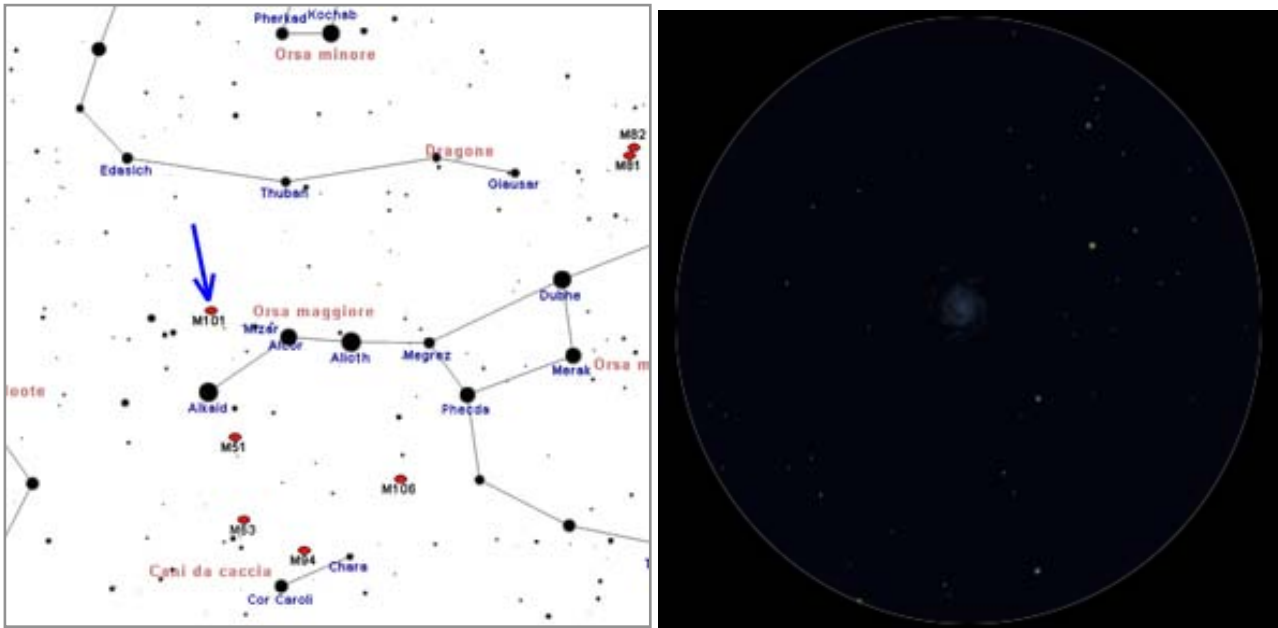 Pherkad Kochab
Orsa minore
M82
Dragone
M81
Edasich
Giausar
Thuban
Dubhe
Orsa maggiore
M101
Mizar
Alcor
Alioth
Megrez
Merak
Orsa m
oote
Alkaid
Phecda
M51
M106
M63
M94
Chara
Cani da caccia
Cor Caroli